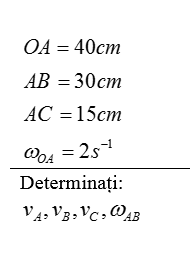 OA = 40cm
AB = 30cm
AC = 15cm
ω_OA = 2s⁻¹
Determinați:
v_A, v_B, v_C, ω_AB